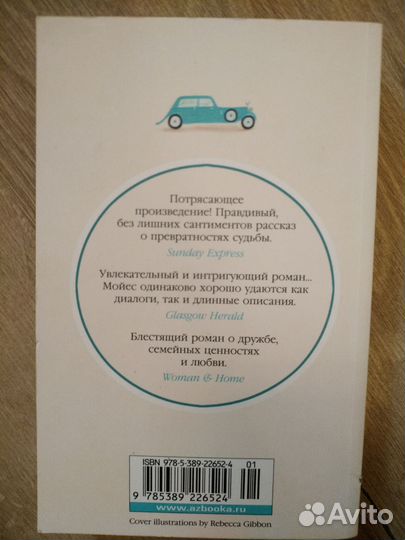 Потрясающее
произведение! Правдивый,
без лишних сантиментов рассказ
о превратностях судьбы.
Sunday Express
Увлекательный и интригующий роман...
Мойес одинаково хорошо удаются как
диалоги, так и длинные описания.
Glasgow Herald
Блестящий роман о дружбе,
семейных ценностях
и любви.
Woman & Home
ISBN 978-5-389-22652-4
01
9 785389 226524
www.azbooka.ru
Cover illustrations by Rebecca Gibbon
Avito